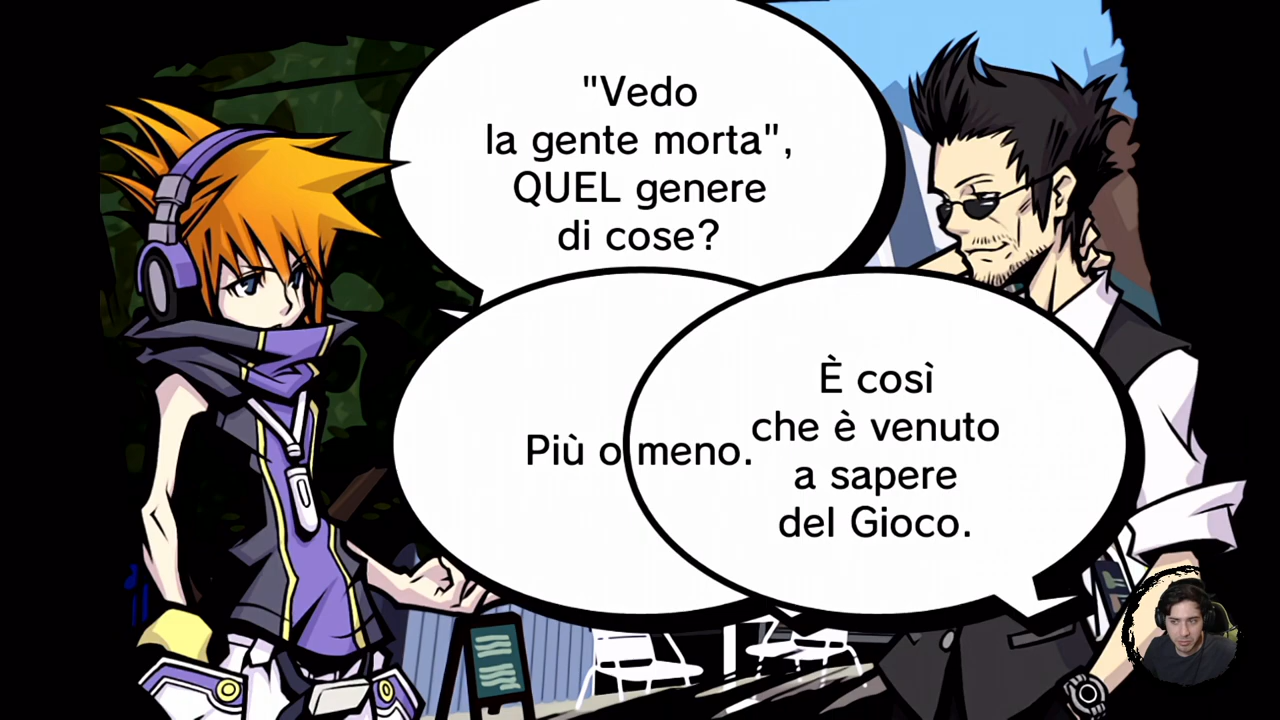 "Vedo
la gente morta",
QUEL genere
di cose?
Più o meno.
È così
che è venuto
a sapere
del Gioco.